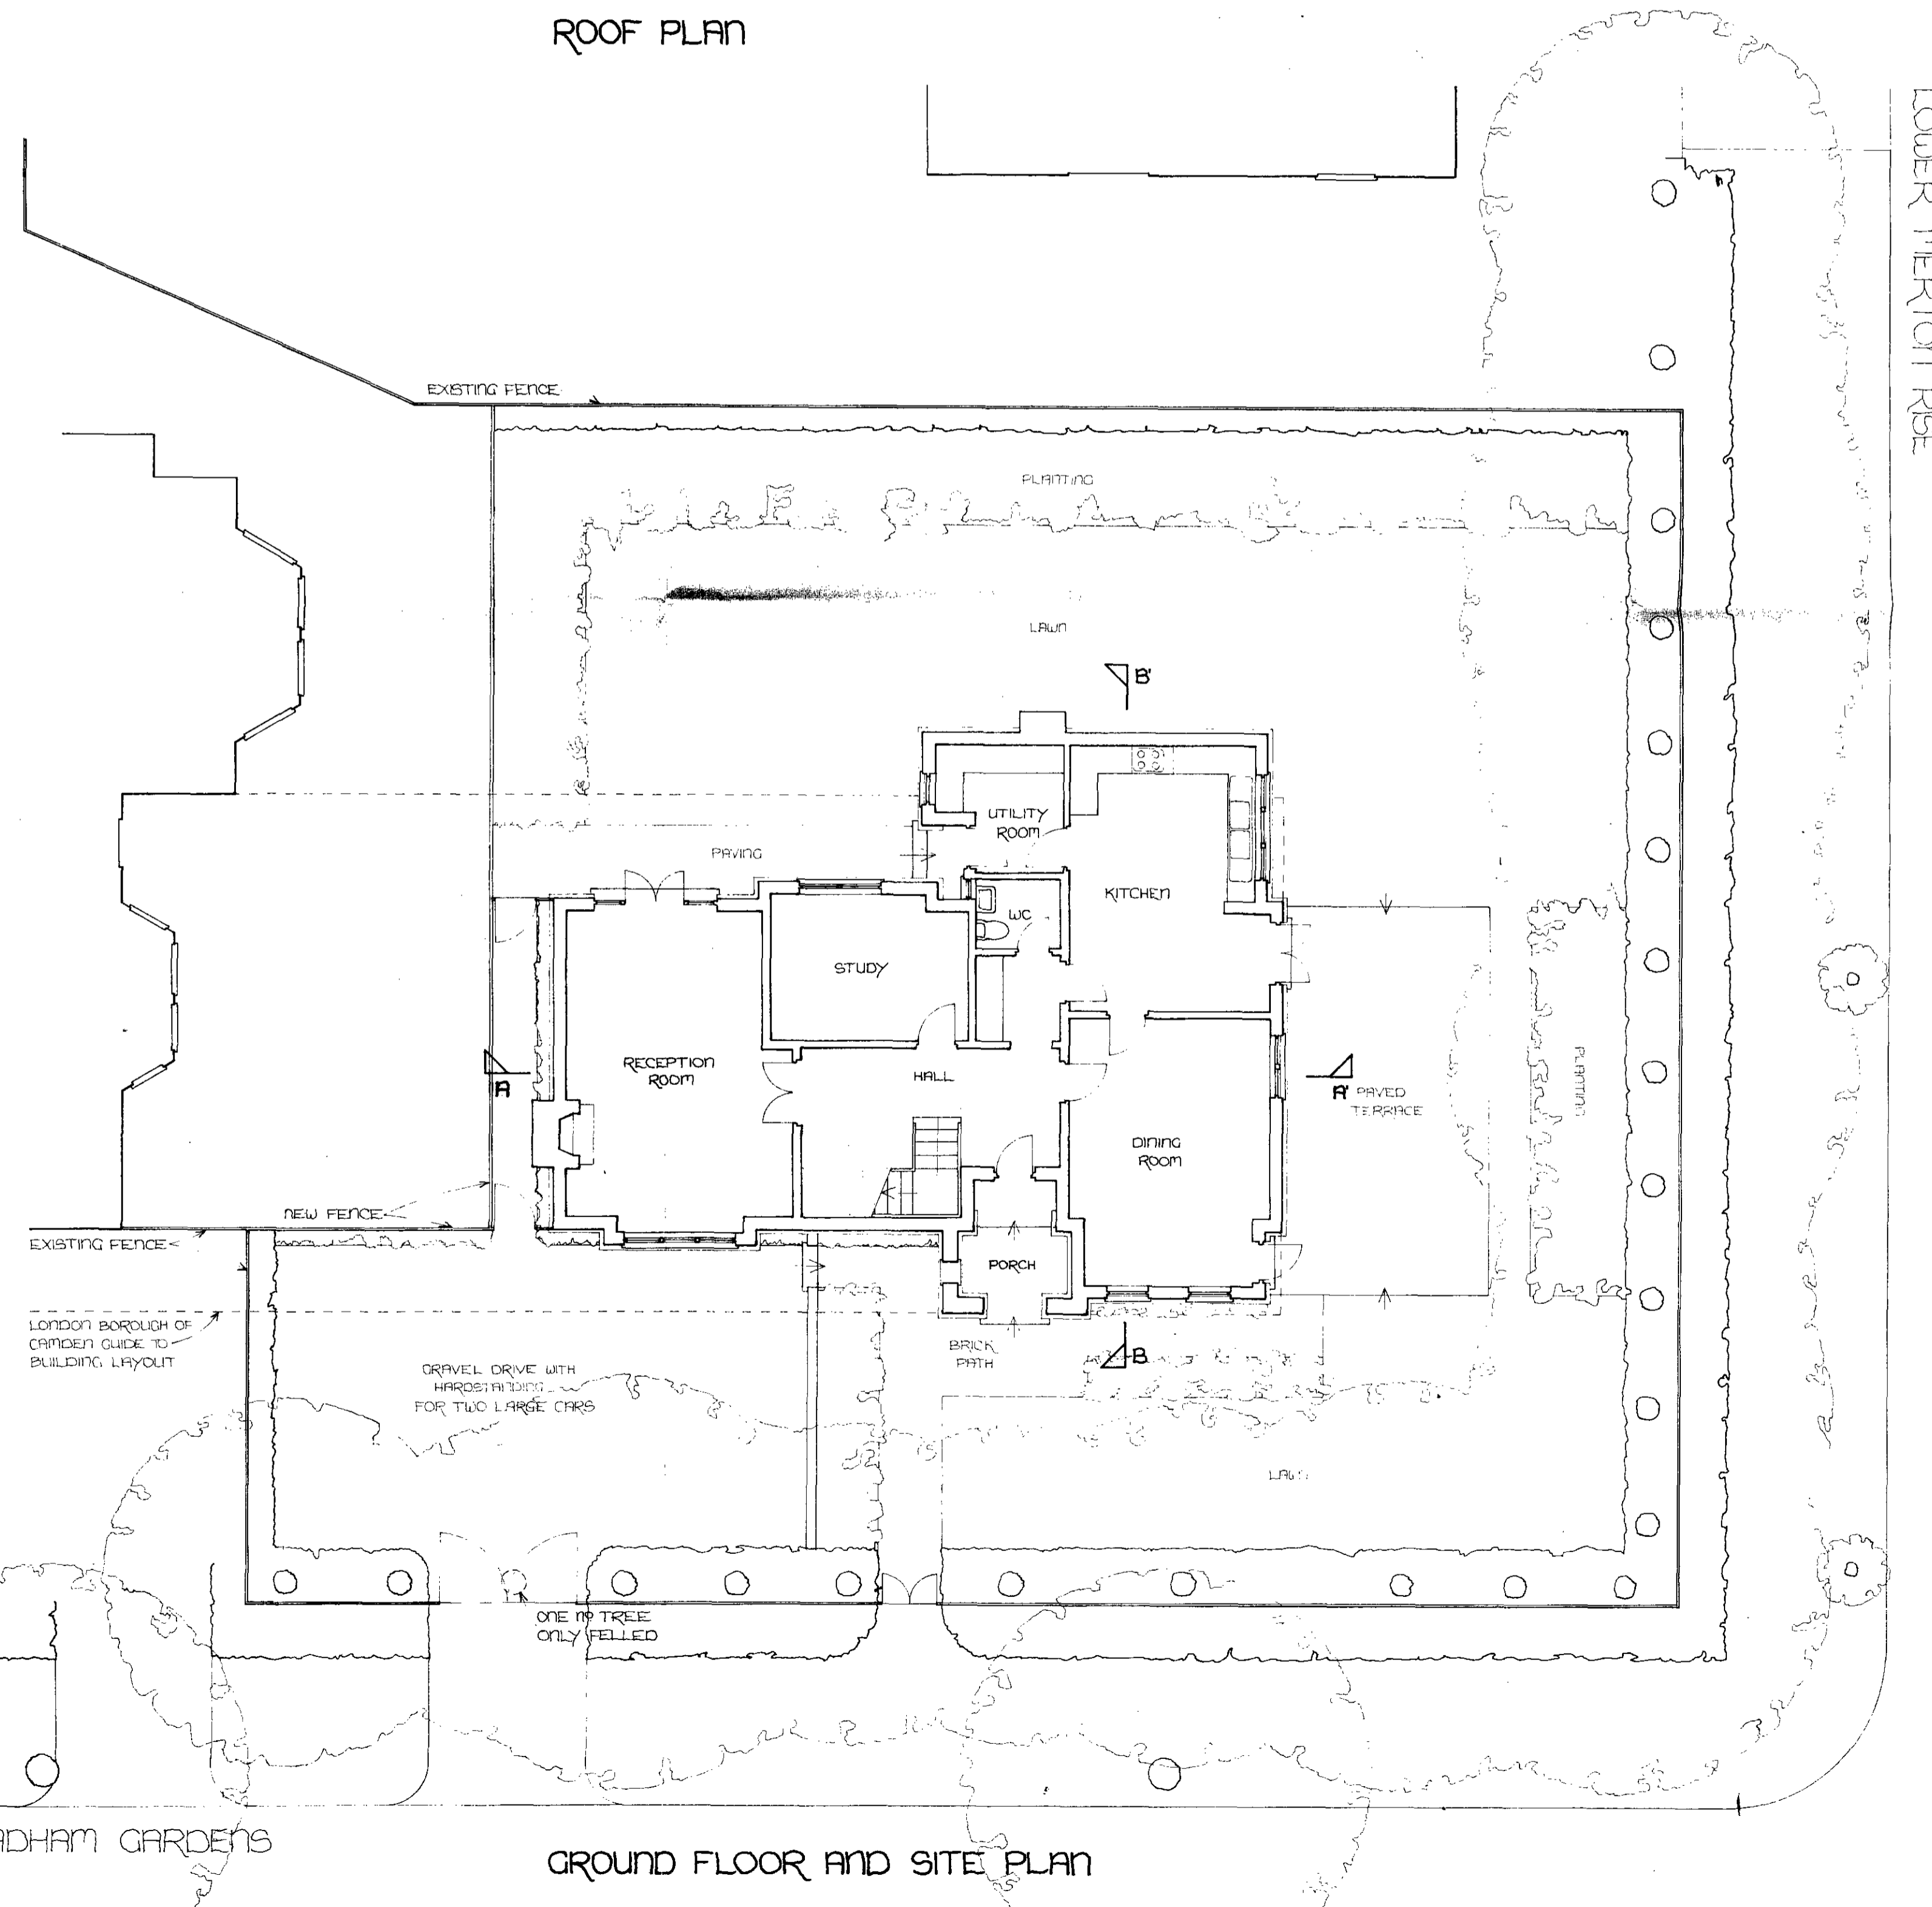 ROOF PLAN
LOWER MERTON RISE
EXISTING FENCE
PLANTING
LAWN
B'
UTILITY
ROOM
PAVING
KITCHEN
WC
STUDY
RECEPTION
ROOM
HALL
A
A'
PAVED
TERRACE
PLANTING
DINING
ROOM
NEW FENCE
EXISTING FENCE
PORCH
LONDON BOROUGH OF
CAMDEN GUIDE TO
BUILDING LAYOUT
BRICK
PATH
B
GRAVEL DRIVE WITH
HARDSTANDING
FOR TWO LARGE CARS
LAWN
ONE Nº TREE
ONLY FELLED
ADHAM GARDENS
GROUND FLOOR AND SITE PLAN